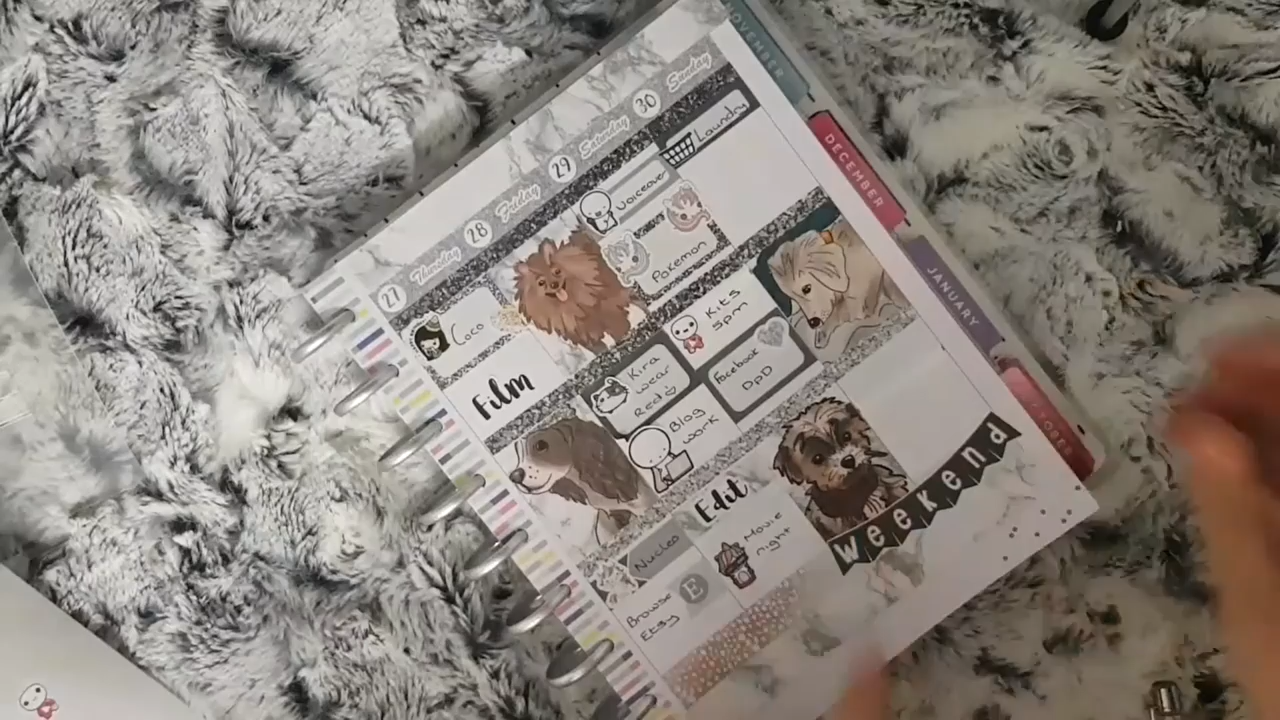 NOVEMBER
DECEMBER
JANUARY
27 Thursday
28 Friday
29 Saturday
30 Sunday
Coco
Film
Voiceover
Pokemon
Kira
wear
Red
Blog
work
Nucleo
Browse
Etsy
E
Kits
5pm
Facebook
DpD
Edit
Movie
night
Laundry
Weekend